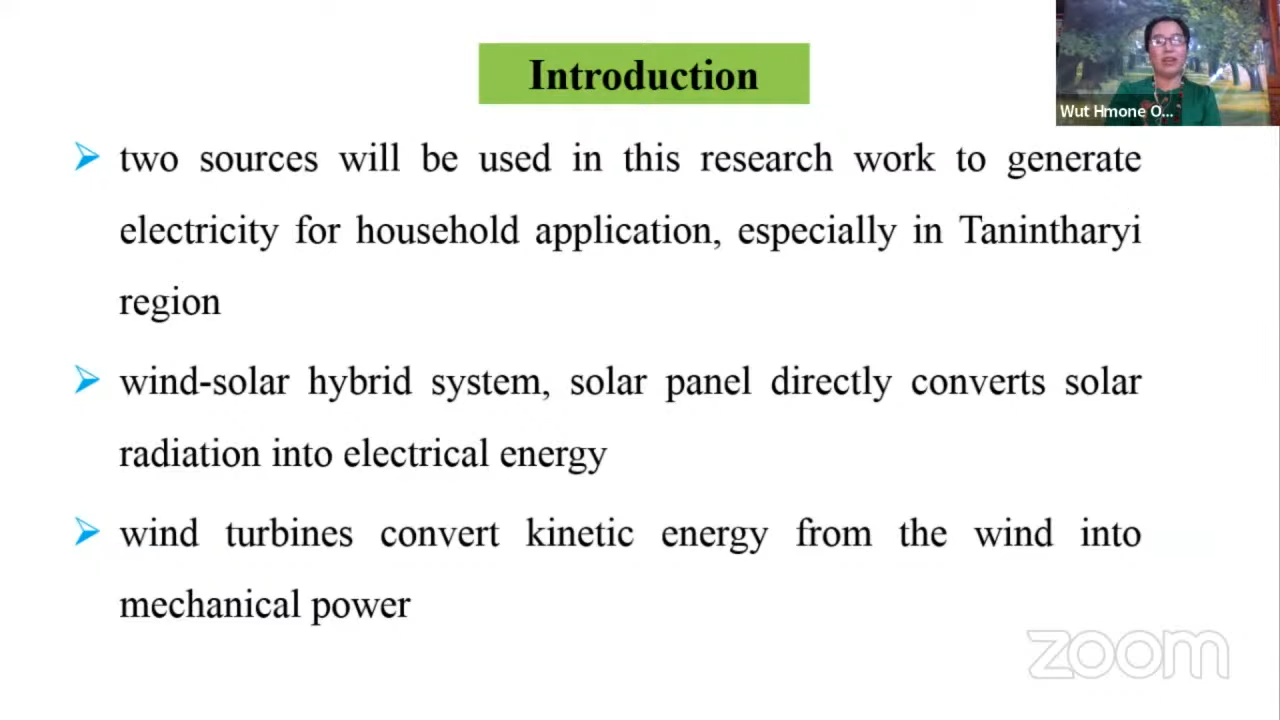 Introduction
Wut Hmone O...
two sources will be used in this research work to generate
electricity for household application, especially in Tanintharyi
region
wind-solar hybrid system, solar panel directly converts solar
radiation into electrical energy
wind turbines convert kinetic energy from the wind into
mechanical power
zoom